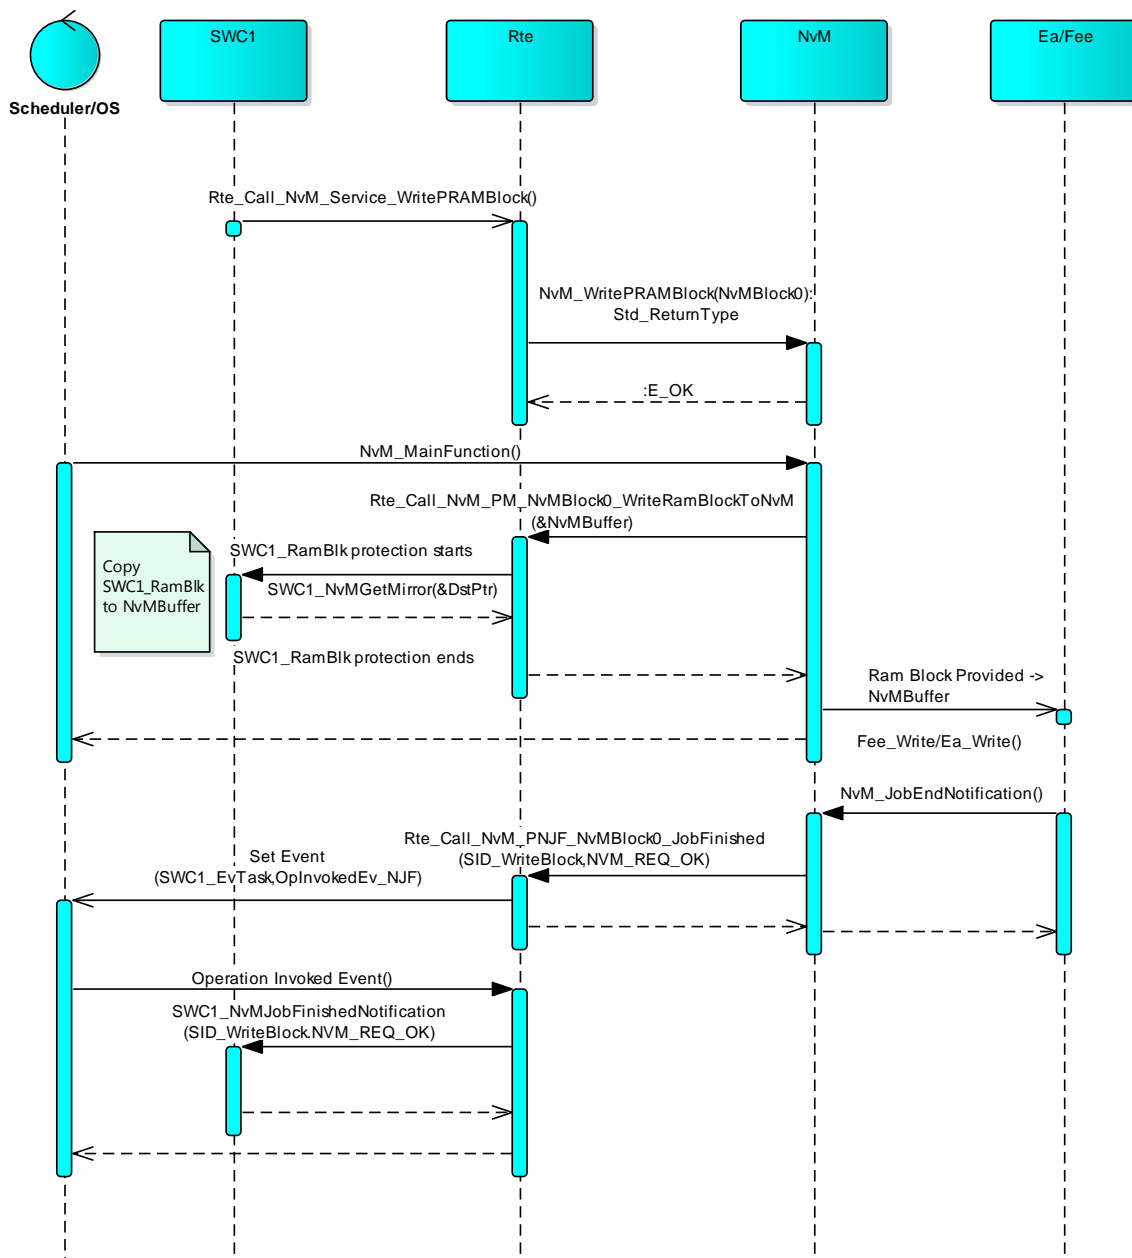 SWC1
Rte
NvM
Ea/Fee
Scheduler/OS
Rte_Call_NvM_Service_WritePRAMBlock()
NvM_WritePRAMBlock(NvMBlock0):
Std_ReturnType
:E_OK
NvM_MainFunction()
Rte_Call_NvM_PM_NvMBlock0_WriteRamBlockToNvM
(&NvMBuffer)
SWC1_RamBlk protection starts
Copy
SWC1_RamBlk
to NvMBuffer
SWC1_NvMGetMirror(&DstPtr)
SWC1_RamBlk protection ends
Ram Block Provided ->
NvMBuffer
Fee_Write/Ea_Write()
NvM_JobEndNotification()
Rte_Call_NvM_PNJF_NvMBlock0_JobFinished
(SID_WriteBlock,NVM_REQ_OK)
Set Event
(SWC1_EvTask,OpInvokedEv_NJF)
Operation Invoked Event()
SWC1_NvMJobFinishedNotification
(SID_WriteBlock.NVM_REQ_OK)